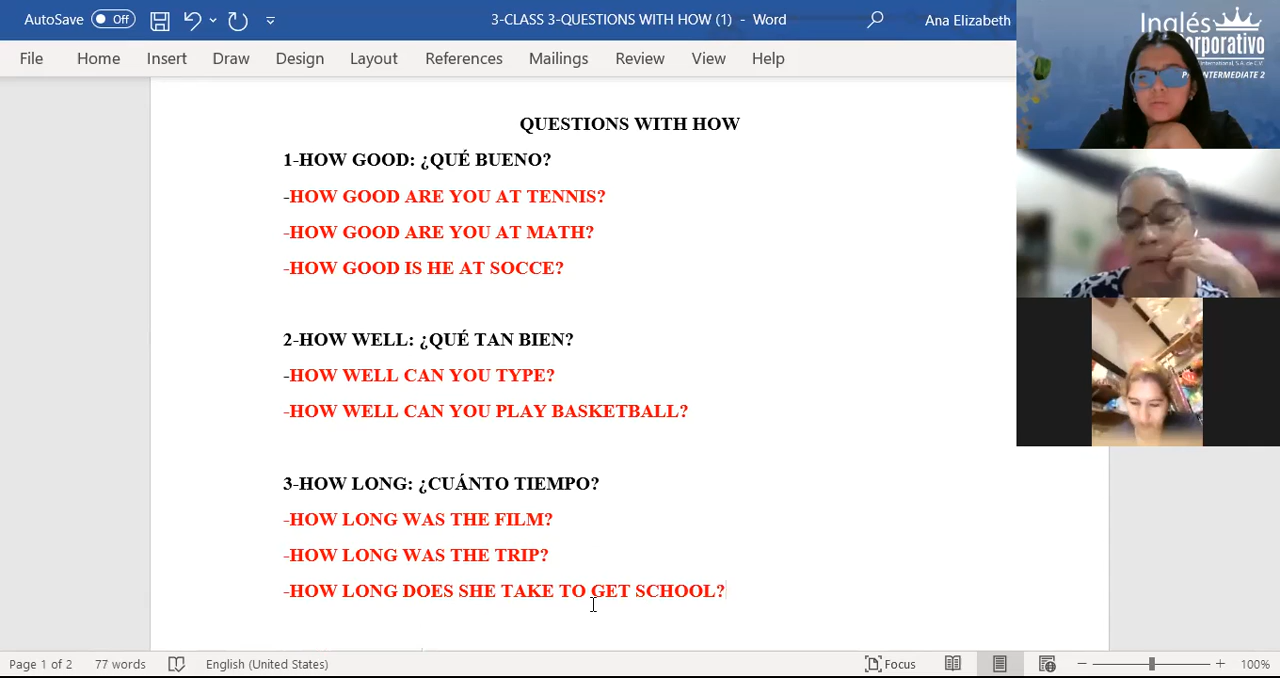 AutoSave Off 3-CLASS 3-QUESTIONS WITH HOW (1) - Word Ana Elizabeth
File Home Insert Draw Design Layout References Mailings Review View Help
Inglés
orporativo
International, S.A. de C.V.
INTERMEDIATE 2
QUESTIONS WITH HOW
1-HOW GOOD: ¿QUÉ BUENO?
-HOW GOOD ARE YOU AT TENNIS?
-HOW GOOD ARE YOU AT MATH?
-HOW GOOD IS HE AT SOCCE?
2-HOW WELL: ¿QUÉ TAN BIEN?
-HOW WELL CAN YOU TYPE?
-HOW WELL CAN YOU PLAY BASKETBALL?
3-HOW LONG: ¿CUÁNTO TIEMPO?
-HOW LONG WAS THE FILM?
-HOW LONG WAS THE TRIP?
-HOW LONG DOES SHE TAKE TO GET SCHOOL?
Page 1 of 2 77 words English (United States) Focus 100%